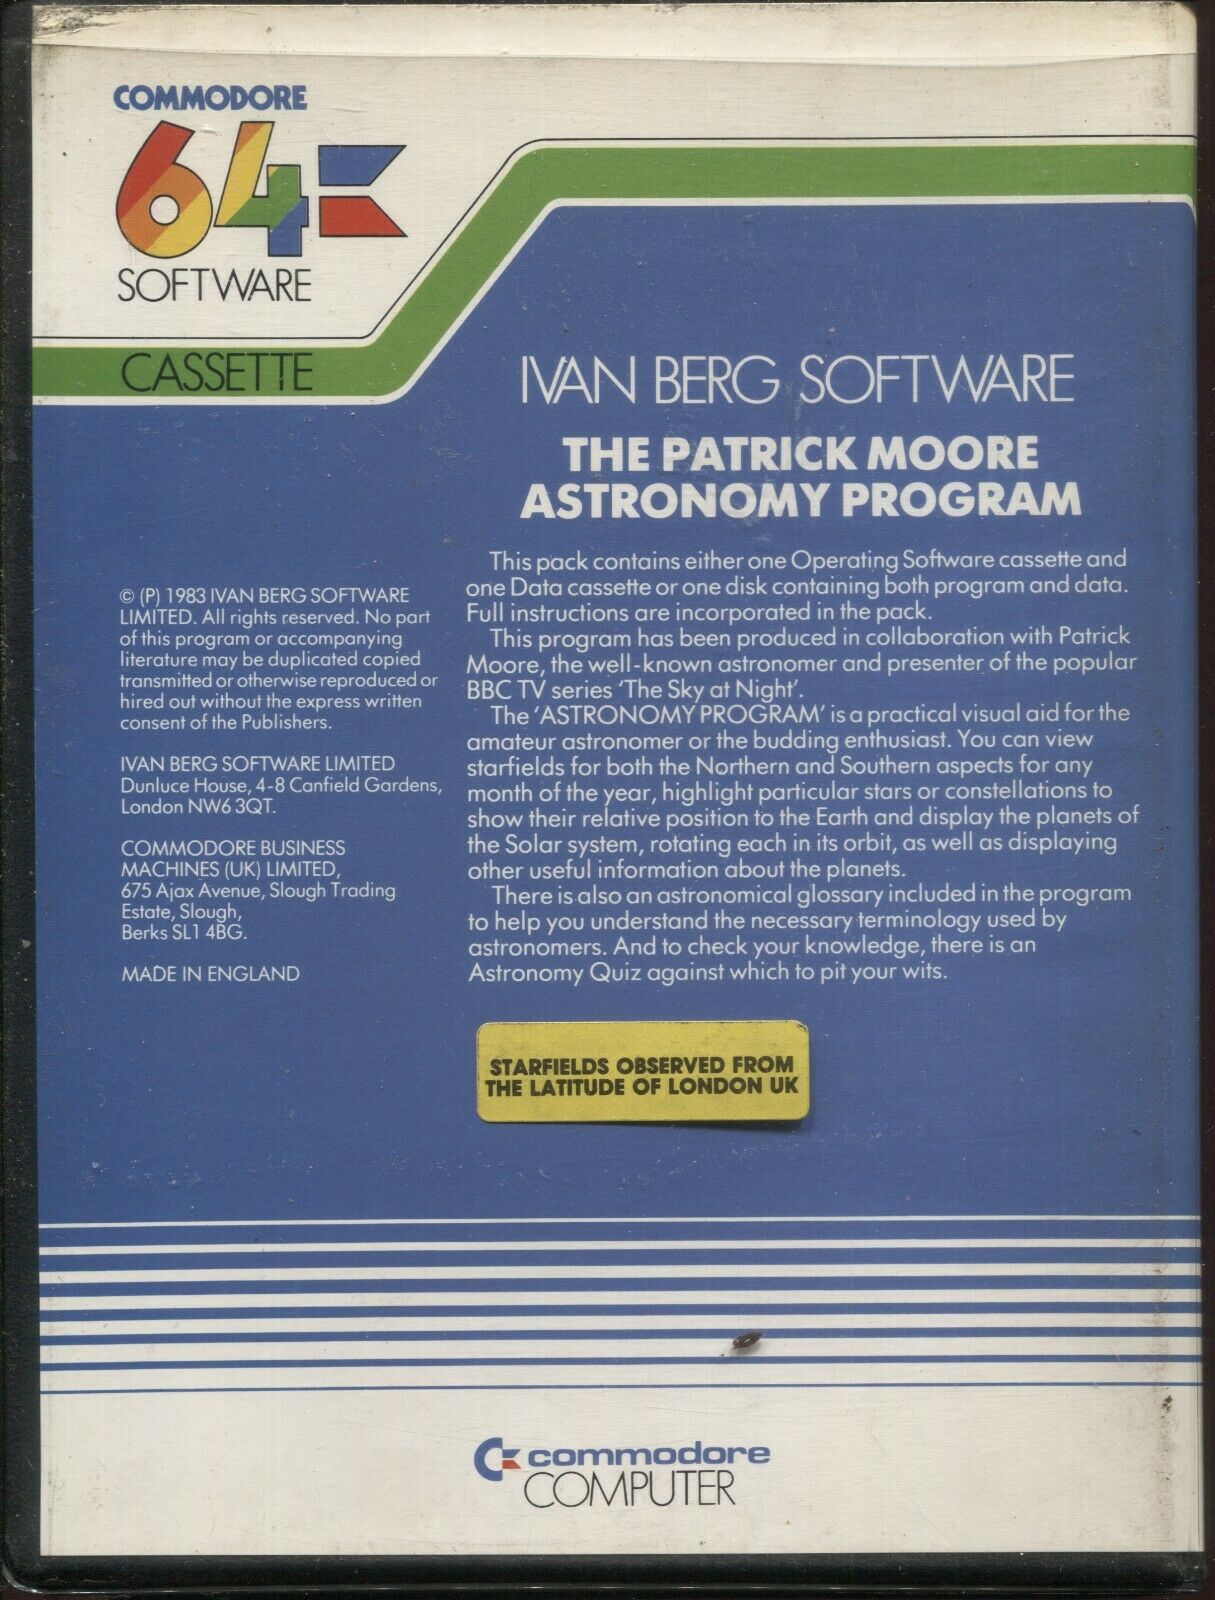 COMMODORE
64
SOFTWARE
CASSETTE
IVAN BERG SOFTWARE
THE PATRICK MOORE
ASTRONOMY PROGRAM
This pack contains either one Operating Software cassette and
one Data cassette or one disk containing both program and data.
Full instructions are incorporated in the pack.
This program has been produced in collaboration with Patrick
Moore, the well-known astronomer and presenter of the popular
BBC TV series 'The Sky at Night'.
The 'ASTRONOMY PROGRAM' is a practical visual aid for the
amateur astronomer or the budding enthusiast. You can view
starfields for both the Northern and Southern aspects for any
month of the year, highlight particular stars or constellations to
show their relative position to the Earth and display the planets of
the Solar system, rotating each in its orbit, as well as displaying
other useful information about the planets.
There is also an astronomical glossary included in the program
to help you understand the necessary terminology used by
astronomers. And to check your knowledge, there is an
Astronomy Quiz against which to pit your wits.
© (P) 1983 IVAN BERG SOFTWARE
LIMITED. All rights reserved. No part
of this program or accompanying
literature may be duplicated copied
transmitted or otherwise reproduced or
hired out without the express written
consent of the Publishers.
IVAN BERG SOFTWARE LIMITED
Dunluce House, 4-8 Canfield Gardens,
London NW6 3QT.
COMMODORE BUSINESS
MACHINES (UK) LIMITED,
675 Ajax Avenue, Slough Trading
Estate, Slough,
Berks SL1 4BG.
MADE IN ENGLAND
STARFIELDS OBSERVED FROM
THE LATITUDE OF LONDON UK
commodore
COMPUTER